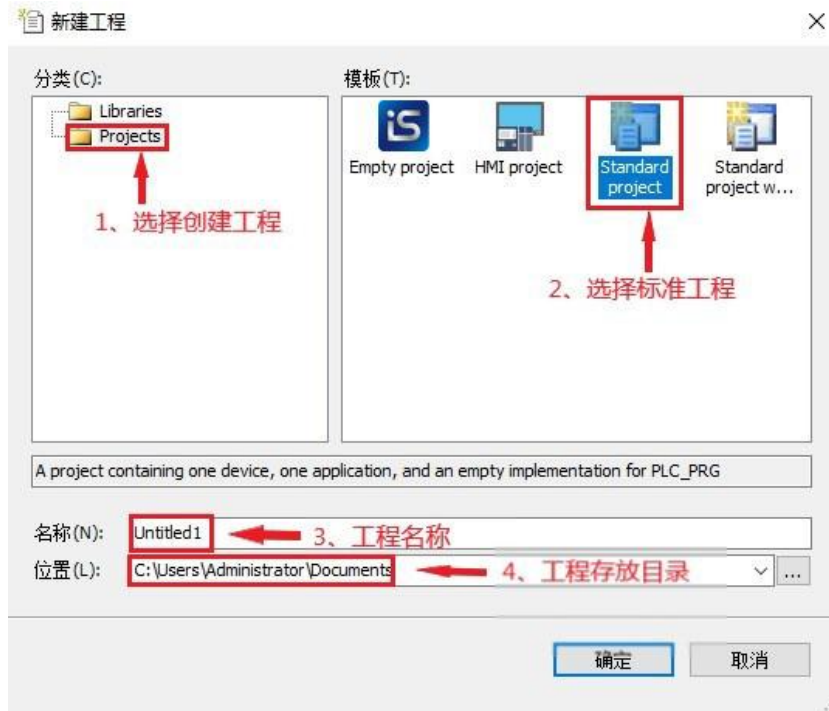 新建工程
分类(C):
模板(T):
Libraries
Projects
1、选择创建工程
iS
Empty project
HMI project
Standard
project
Standard
project w...
2、选择标准工程
A project containing one device, one application, and an empty implementation for PLC_PRG
名称(N): Untitled1 3、工程名称
位置(L): C:\Users\Administrator\Documents 4、工程存放目录 ...
确定 取消